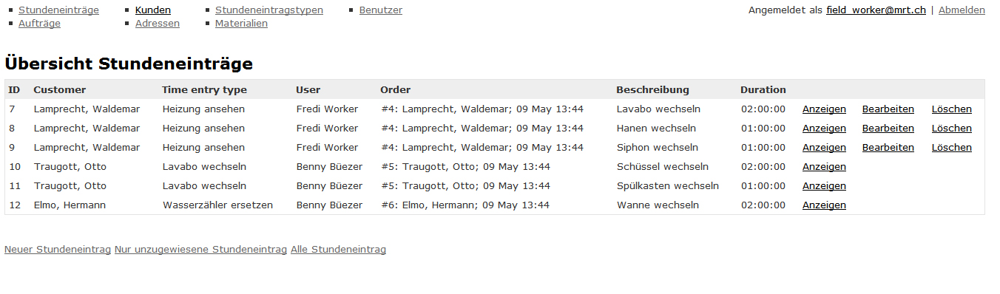 Stundeneinträge Kunden Stundeneintragstypen Benutzer Angemeldet als field_worker@mrt.ch | Abmelden
Aufträge Adressen Materialien
Übersicht Stundeneinträge
ID Customer Time entry type User Order Beschreibung Duration
7 Lamprecht, Waldemar Heizung ansehen Fredi Worker #4: Lamprecht, Waldemar; 09 May 13:44 Lavabo wechseln 02:00:00 Anzeigen Bearbeiten Löschen
8 Lamprecht, Waldemar Heizung ansehen Fredi Worker #4: Lamprecht, Waldemar; 09 May 13:44 Hanen wechseln 01:00:00 Anzeigen Bearbeiten Löschen
9 Lamprecht, Waldemar Heizung ansehen Fredi Worker #4: Lamprecht, Waldemar; 09 May 13:44 Siphon wechseln 01:00:00 Anzeigen Bearbeiten Löschen
10 Traugott, Otto Lavabo wechseln Benny Büezer #5: Traugott, Otto; 09 May 13:44 Schüssel wechseln 02:00:00 Anzeigen
11 Traugott, Otto Lavabo wechseln Benny Büezer #5: Traugott, Otto; 09 May 13:44 Spülkasten wechseln 01:00:00 Anzeigen
12 Elmo, Hermann Wasserzähler ersetzen Benny Büezer #6: Elmo, Hermann; 09 May 13:44 Wanne wechseln 02:00:00 Anzeigen
Neuer Stundeneintrag Nur unzugewiesene Stundeneintrag Alle Stundeneintrag